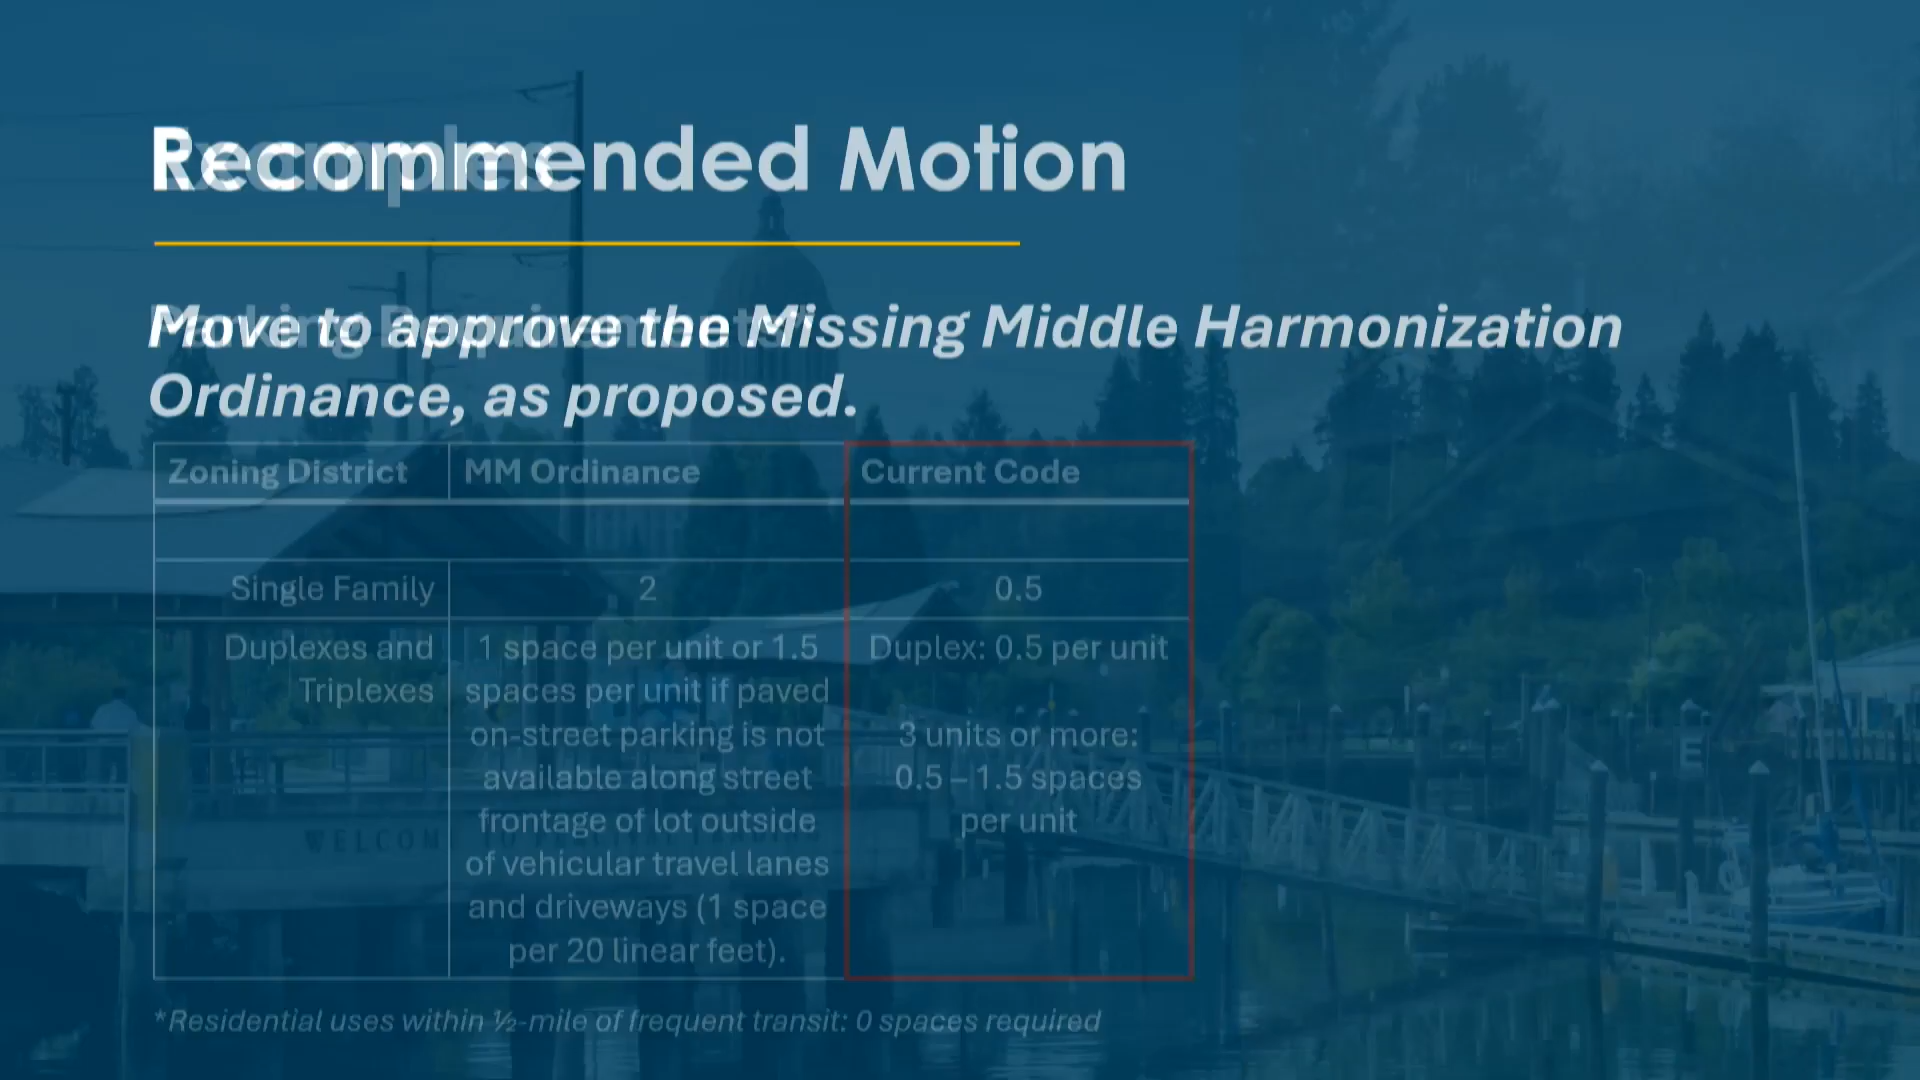 Recommended Motion
Examples
Move to approve the Missing Middle Harmonization
Parking Requirements
Ordinance, as proposed.
Zoning District MM Ordinance Current Code
Single Family 2 0.5
Duplexes and 1 space per unit or 1.5 Duplex: 0.5 per unit
Triplexes spaces per unit if paved
on-street parking is not 3 units or more:
available along street 0.5 – 1.5 spaces
frontage of lot outside per unit
of vehicular travel lanes
and driveways (1 space
per 20 linear feet).
*Residential uses within ½-mile of frequent transit: 0 spaces required
WELCOM
E